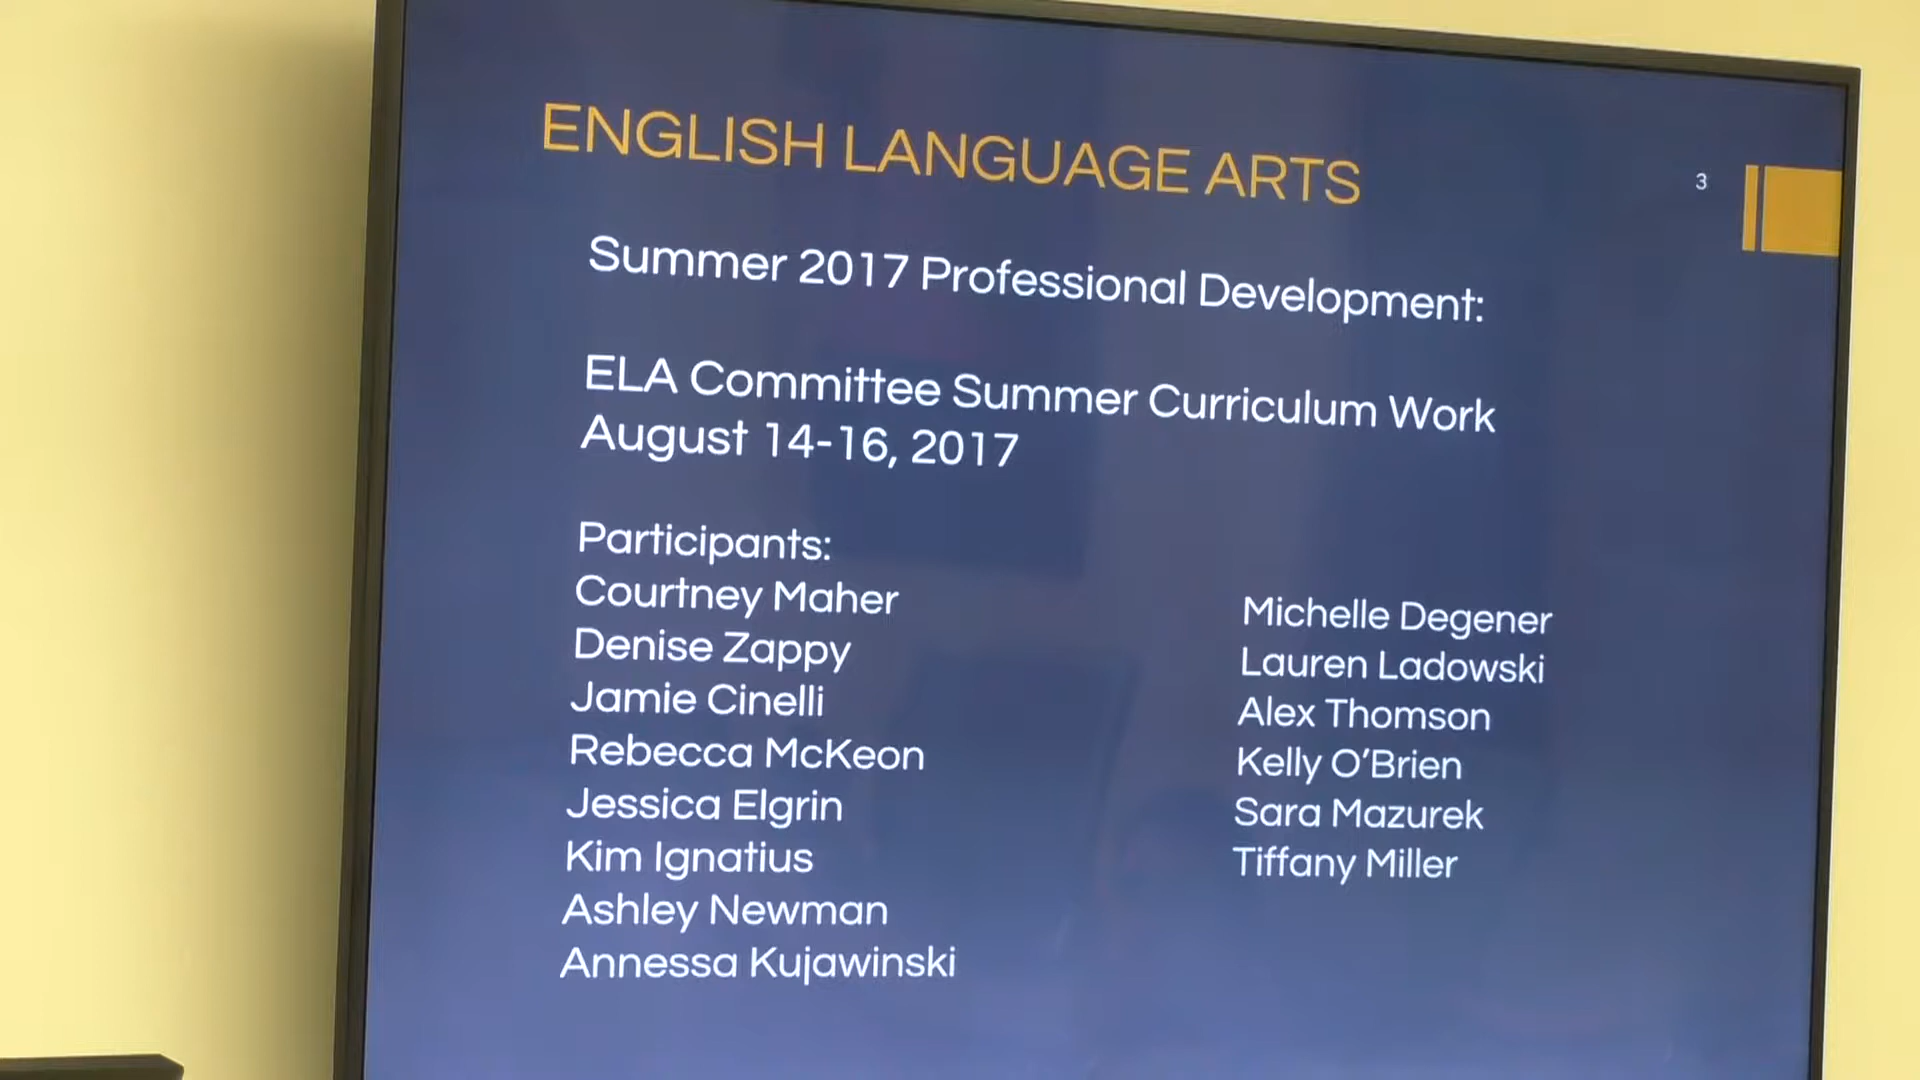 ENGLISH LANGUAGE ARTS
3
Summer 2017 Professional Development:
ELA Committee Summer Curriculum Work
August 14-16, 2017
Participants:
Courtney Maher
Denise Zappy
Jamie Cinelli
Rebecca McKeon
Jessica Elgrin
Kim Ignatius
Ashley Newman
Annessa Kujawinski
Michelle Degener
Lauren Ladowski
Alex Thomson
Kelly O’Brien
Sara Mazurek
Tiffany Miller